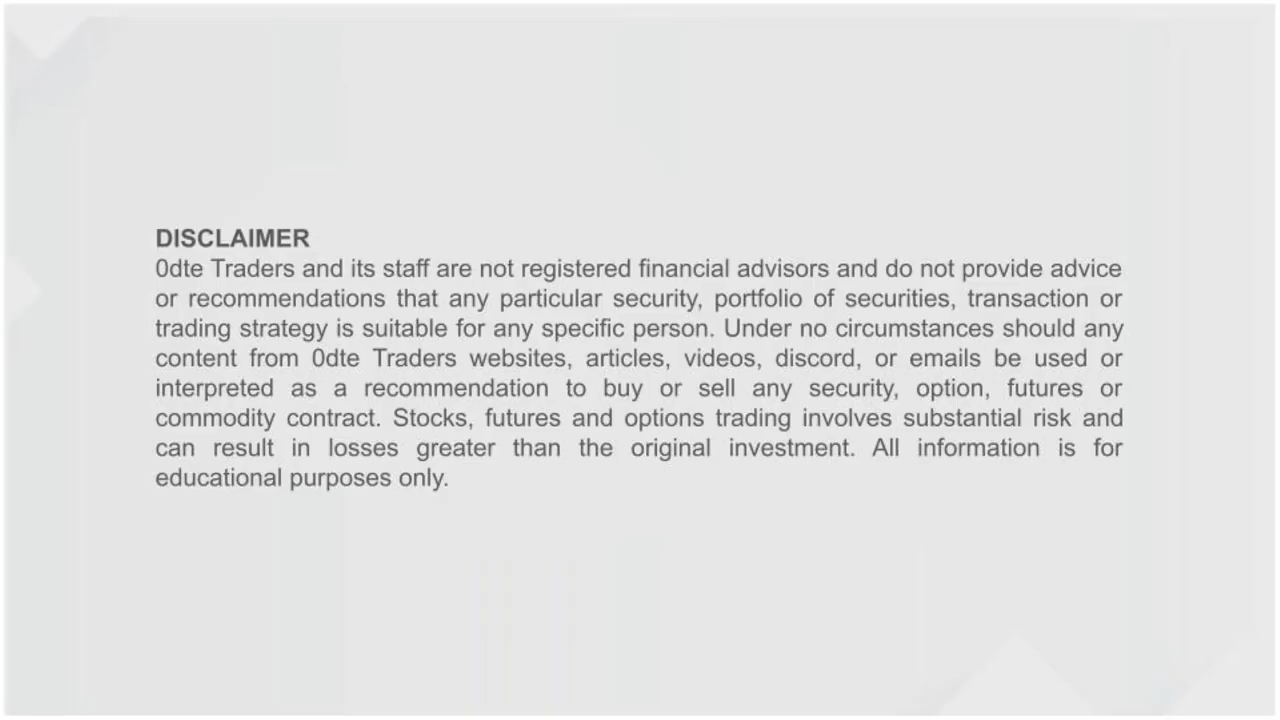 DISCLAIMER
0dte Traders and its staff are not registered financial advisors and do not provide advice
or recommendations that any particular security, portfolio of securities, transaction or
trading strategy is suitable for any specific person. Under no circumstances should any
content from 0dte Traders websites, articles, videos, discord, or emails be used or
interpreted as a recommendation to buy or sell any security, option, futures or
commodity contract. Stocks, futures and options trading involves substantial risk and
can result in losses greater than the original investment. All information is for
educational purposes only.